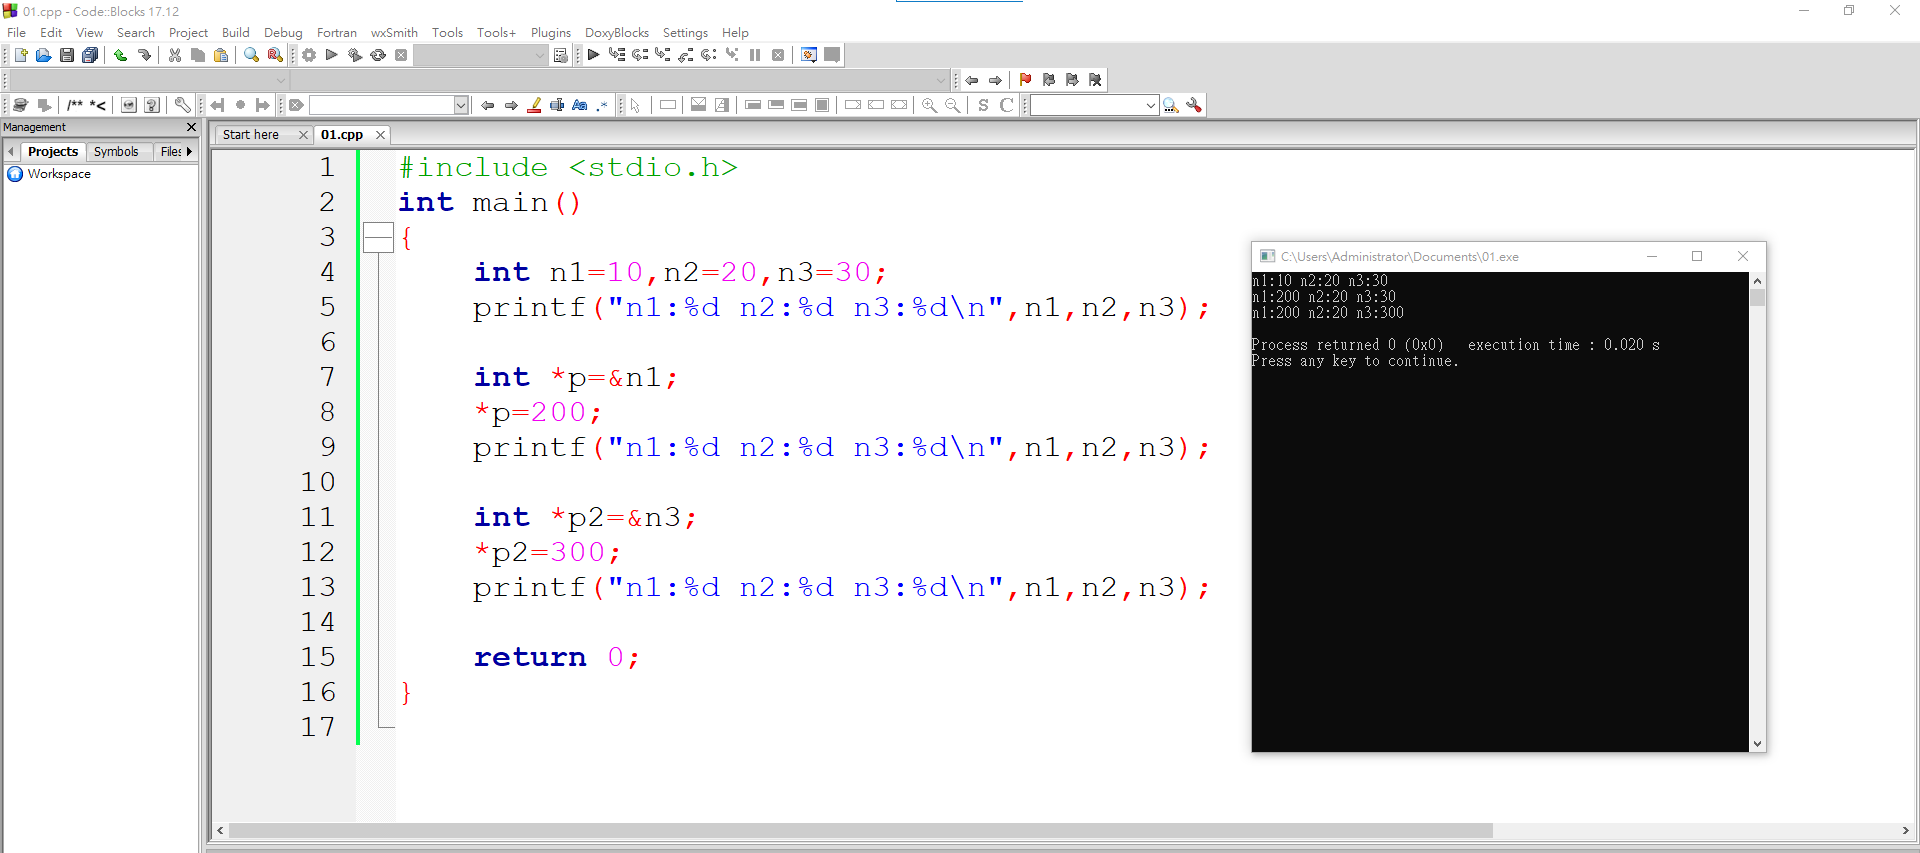 01.cpp - Code::Blocks 17.12
File Edit View Search Project Build Debug Fortran wxSmith Tools Tools+ Plugins DoxyBlocks Settings Help
/** *<
Aa .*
S C
Management
Projects Symbols Files
Workspace
Start here 01.cpp
1 #include <stdio.h>
2 int main()
3 {
4 int n1=10,n2=20,n3=30;
5 printf("n1:%d n2:%d n3:%d\n",n1,n2,n3);
6
7 int *p=&n1;
8 *p=200;
9 printf("n1:%d n2:%d n3:%d\n",n1,n2,n3);
10
11 int *p2=&n3;
12 *p2=300;
13 printf("n1:%d n2:%d n3:%d\n",n1,n2,n3);
14
15 return 0;
16 }
17
C:\Users\Administrator\Documents\01.exe
n1:10 n2:20 n3:30
n1:200 n2:20 n3:30
n1:200 n2:20 n3:300
Process returned 0 (0x0) execution time : 0.020 s
Press any key to continue.